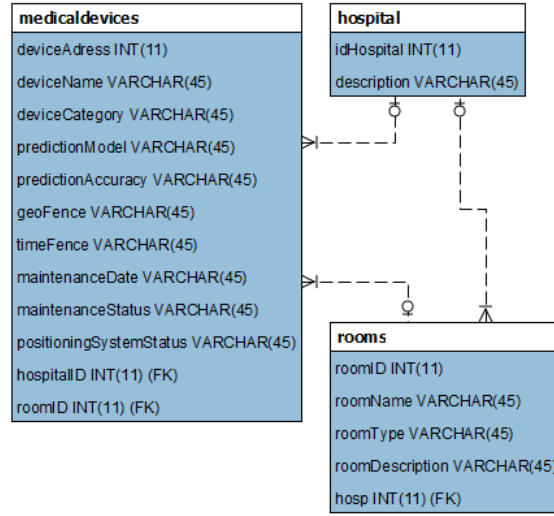 medicaldevices
deviceAdress INT(11)
deviceName VARCHAR(45)
deviceCategory VARCHAR(45)
predictionModel VARCHAR(45)
predictionAccuracy VARCHAR(45)
geoFence VARCHAR(45)
timeFence VARCHAR(45)
maintenanceDate VARCHAR(45)
maintenanceStatus VARCHAR(45)
positioningSystemStatus VARCHAR(45)
hospitalID INT(11) (FK)
roomID INT(11) (FK)
hospital
idHospital INT(11)
description VARCHAR(45)
rooms
roomID INT(11)
roomName VARCHAR(45)
roomType VARCHAR(45)
roomDescription VARCHAR(45)
hosp INT(11) (FK)